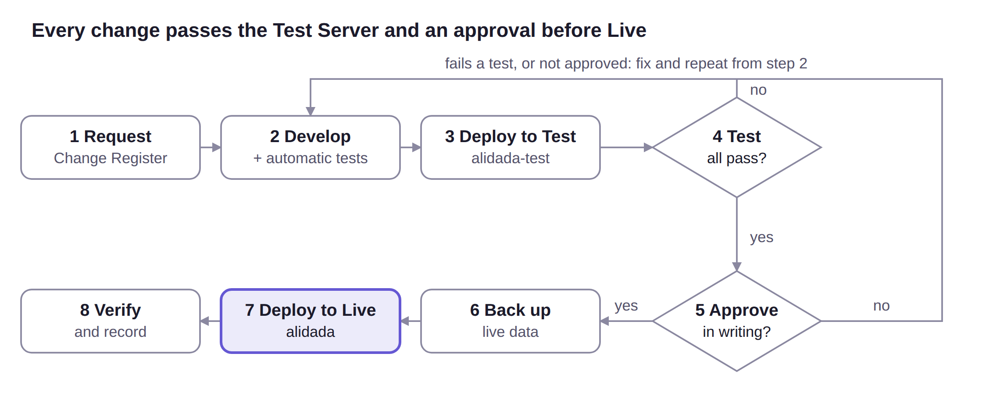 Every change passes the Test Server and an approval before Live
fails a test, or not approved: fix and repeat from step 2
no
1 Request
Change Register
2 Develop
+ automatic tests
3 Deploy to Test
alidada-test
4 Test
all pass?
yes
5 Approve
in writing?
no
yes
6 Back up
live data
7 Deploy to Live
alidada
8 Verify
and record